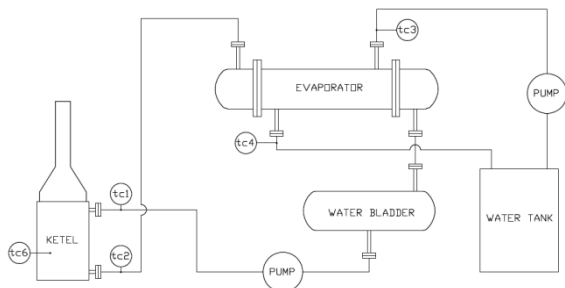 tc3
EVAPORATOR
PUMP
tc4
tc1
WATER BLADDER
WATER TANK
KETEL
tc6
tc2
PUMP